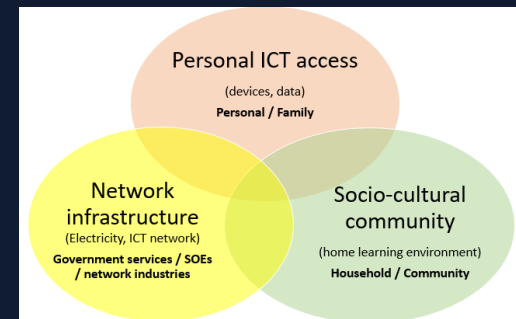 Personal ICT access
(devices, data)
Personal / Family
Network
infrastructure
(Electricity, ICT network)
Government services / SOEs
/ network industries
Socio-cultural
community
(home learning environment)
Household / Community